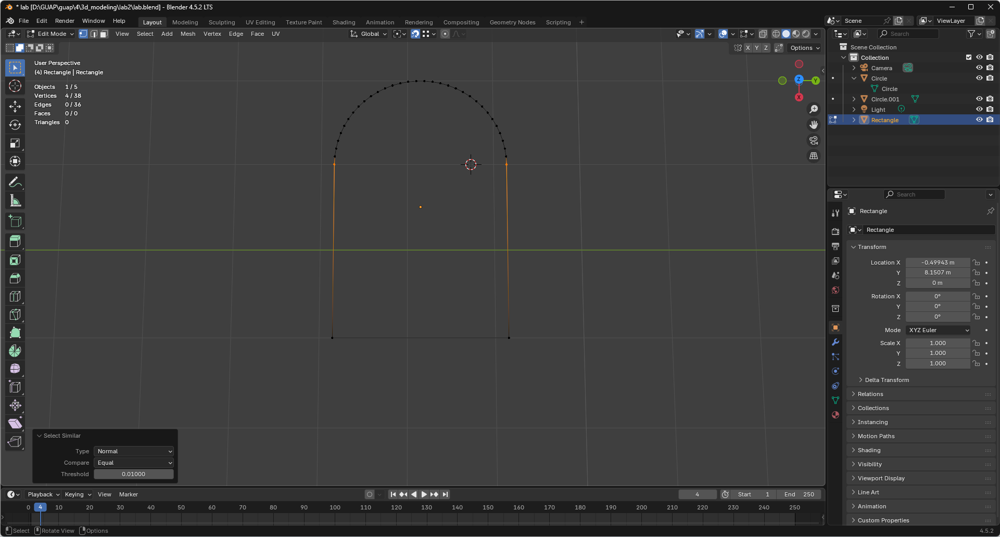 * lab [D:\GUAP\guap\4\3d_modeling\lab2\lab.blend] - Blender 4.5.2 LTS
File Edit Render Window Help Layout Modeling Sculpting UV Editing Texture Paint Shading Animation Rendering Compositing Geometry Nodes Scripting + Scene ViewLayer
Edit Mode View Select Add Mesh Vertex Edge Face UV Global Search
X Y Z Options
User Perspective
(4) Rectangle | Rectangle
Objects 1 / 5
Vertices 4 / 38
Edges 0 / 36
Faces 0 / 0
Triangles 0
Z Y
X
Scene Collection
Collection
Camera
Circle
Circle
Circle.001
Light
Rectangle
Search
Rectangle
Rectangle
Transform
Location X -0.49943 m
Y 8.1507 m
Z 0 m
Rotation X 0°
Y 0°
Z 0°
Mode XYZ Euler
Scale X 1.000
Y 1.000
Z 1.000
Delta Transform
Relations
Collections
Instancing
Motion Paths
Shading
Visibility
Viewport Display
Line Art
Animation
Custom Properties
Select Similar
Type Normal
Compare Equal
Threshold 0.01000
Playback Keying View Marker 4 Start 1 End 250
0 4 10 20 30 40 50 60 70 80 90 100 110 120 130 140 150 160 170 180 190 200 210 220 230 240 250
Select Rotate View Options 4.5.2